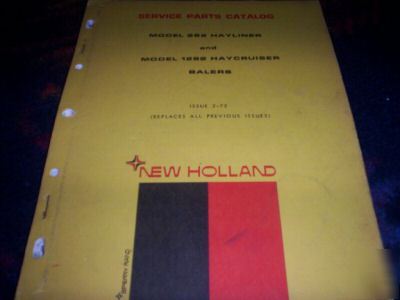 SERVICE PARTS CATALOG
MODEL 282 HAYLINER
and
MODEL 1282 HAYCRUISER
BALERS
ISSUE 2-72
(REPLACES ALL PREVIOUS ISSUES)
NEW HOLLAND